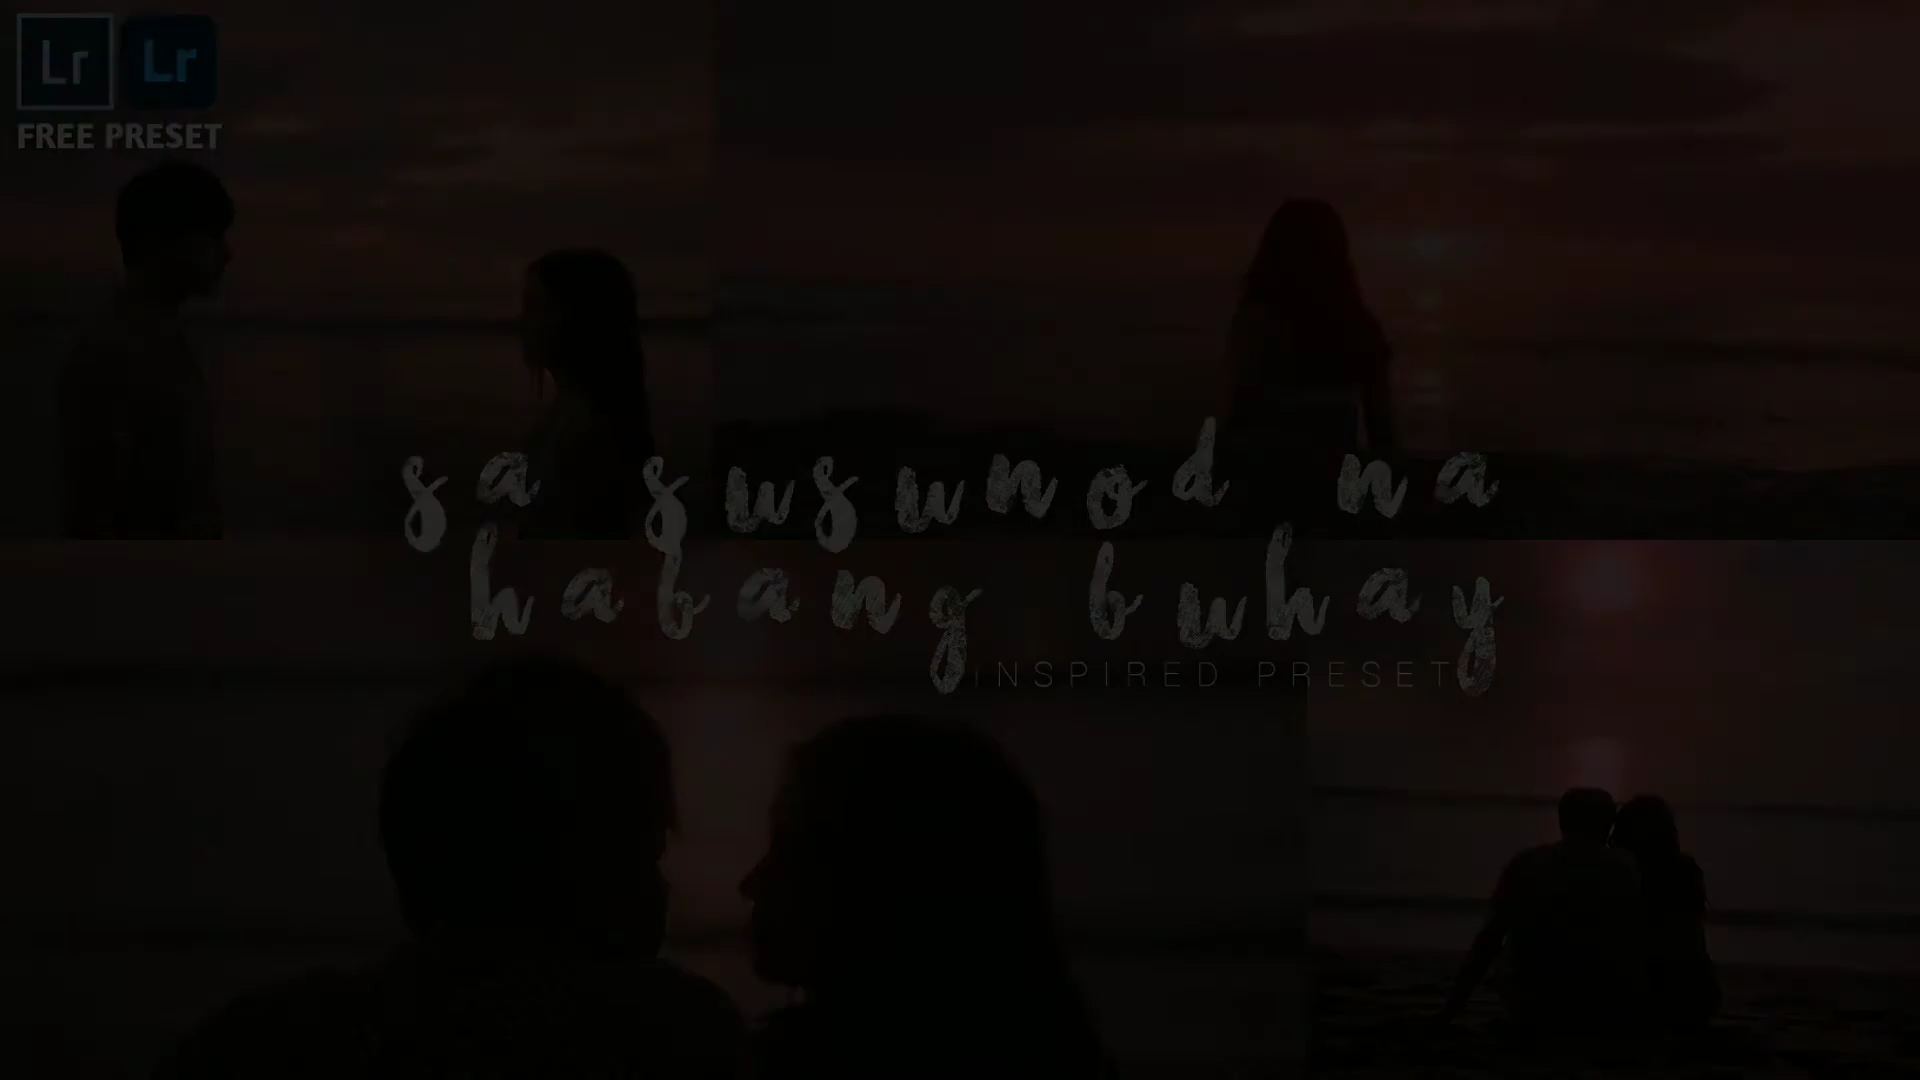 Lr Lr
FREE PRESET
sa susunod na
habang buhay
INSPIRED PRESET